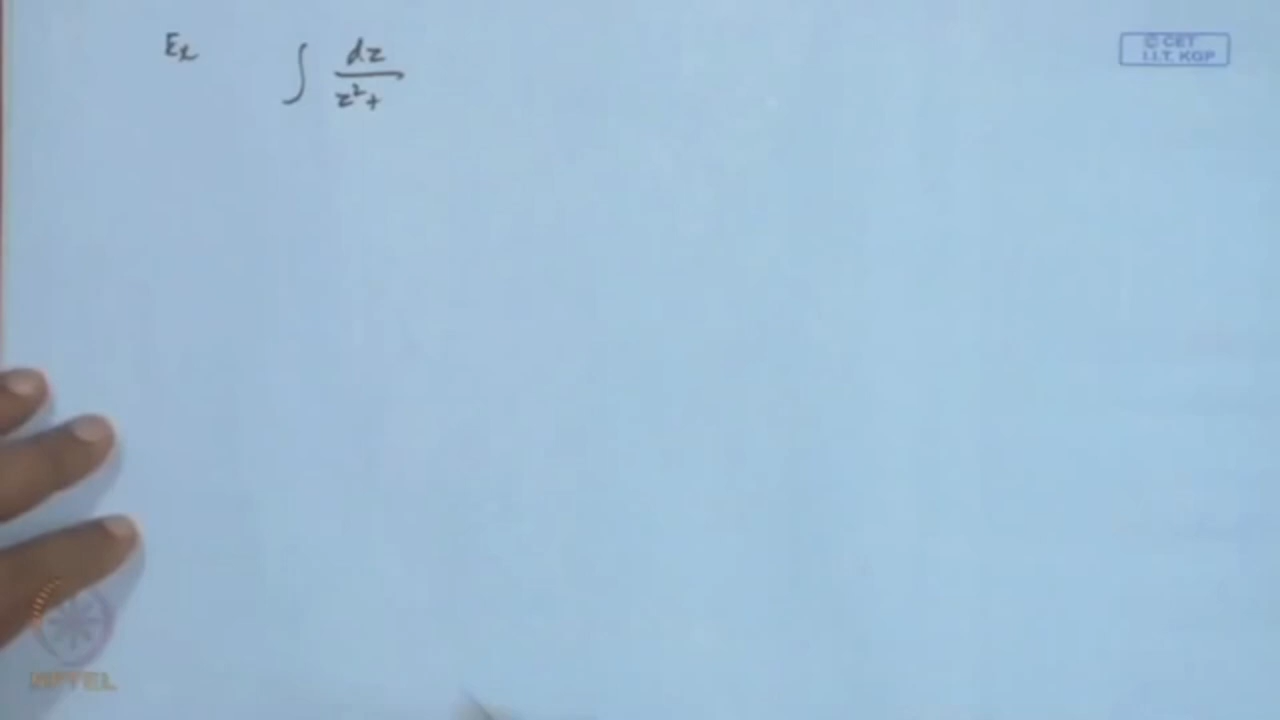 Ex ∫ dz / z²+
© CET
I.I.T. KGP
NPTEL